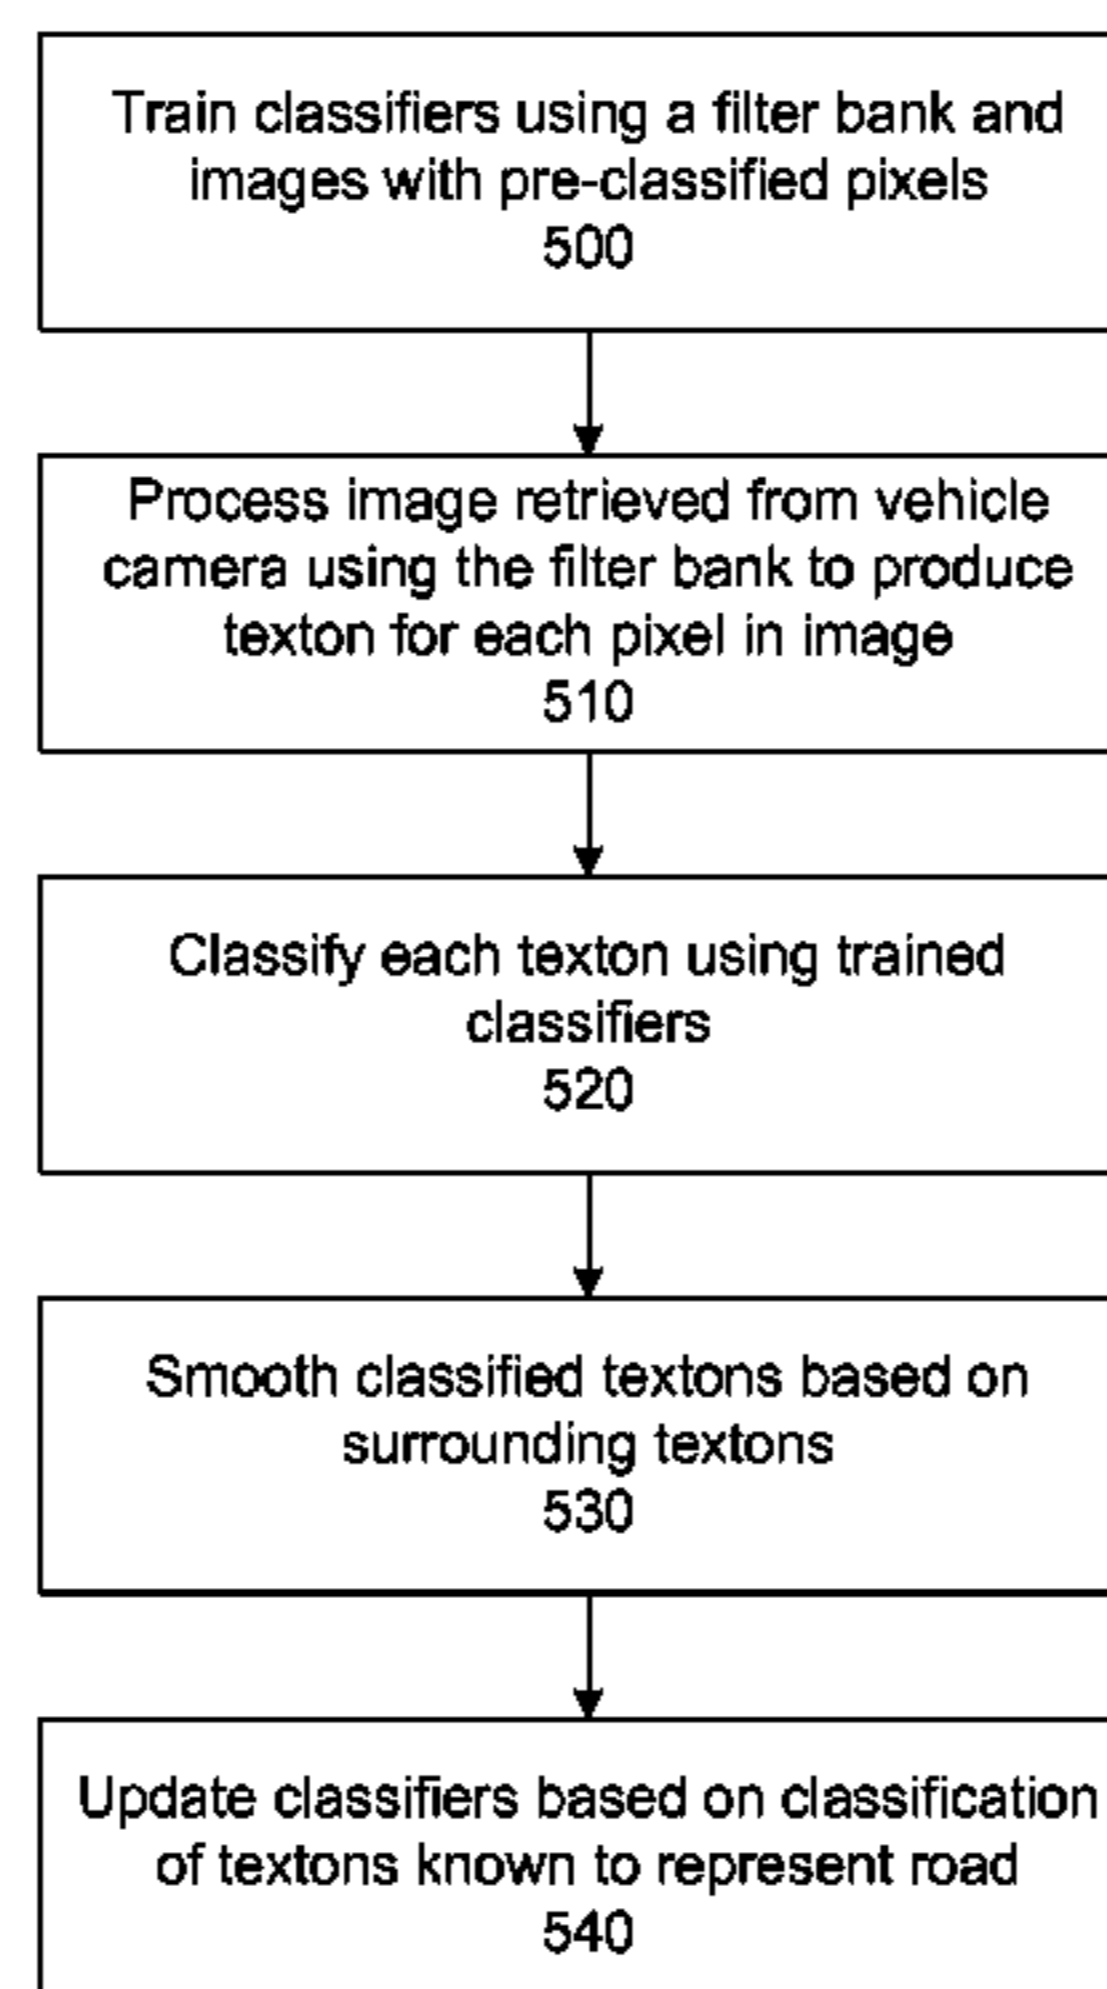 Train classifiers using a filter bank and
images with pre-classified pixels
500
Process image retrieved from vehicle
camera using the filter bank to produce
texton for each pixel in image
510
Classify each texton using trained
classifiers
520
Smooth classified textons based on
surrounding textons
530
Update classifiers based on classification
of textons known to represent road
540